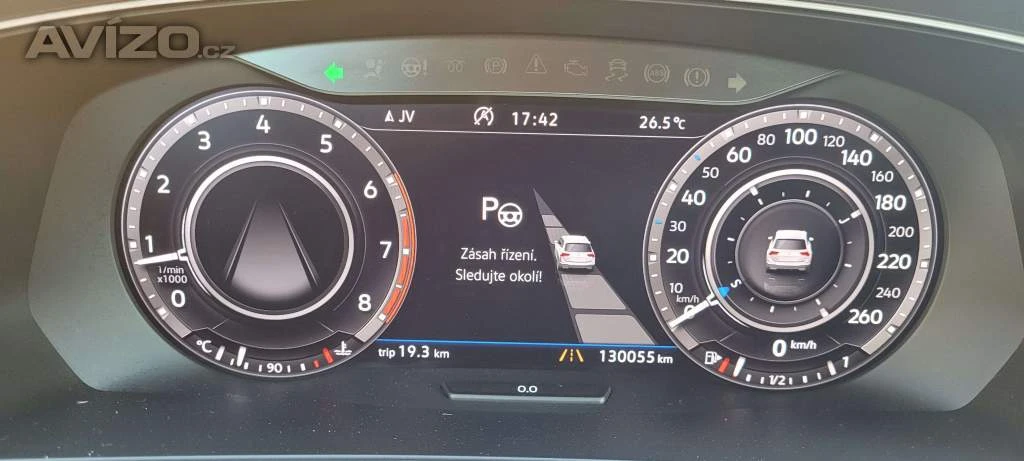 AVÍZO.cz
JV 17:42 26.5 °C
0 1 2 3 4 5 6 7 8
1/min
x1000
P
Zásah řízení.
Sledujte okolí!
0 10 20 30 40 50 60 80 100 120 140 160 180 200 220 240 260
km/h
S
0 km/h
°C 90
trip 19.3 km 130055 km
1/2
0.0